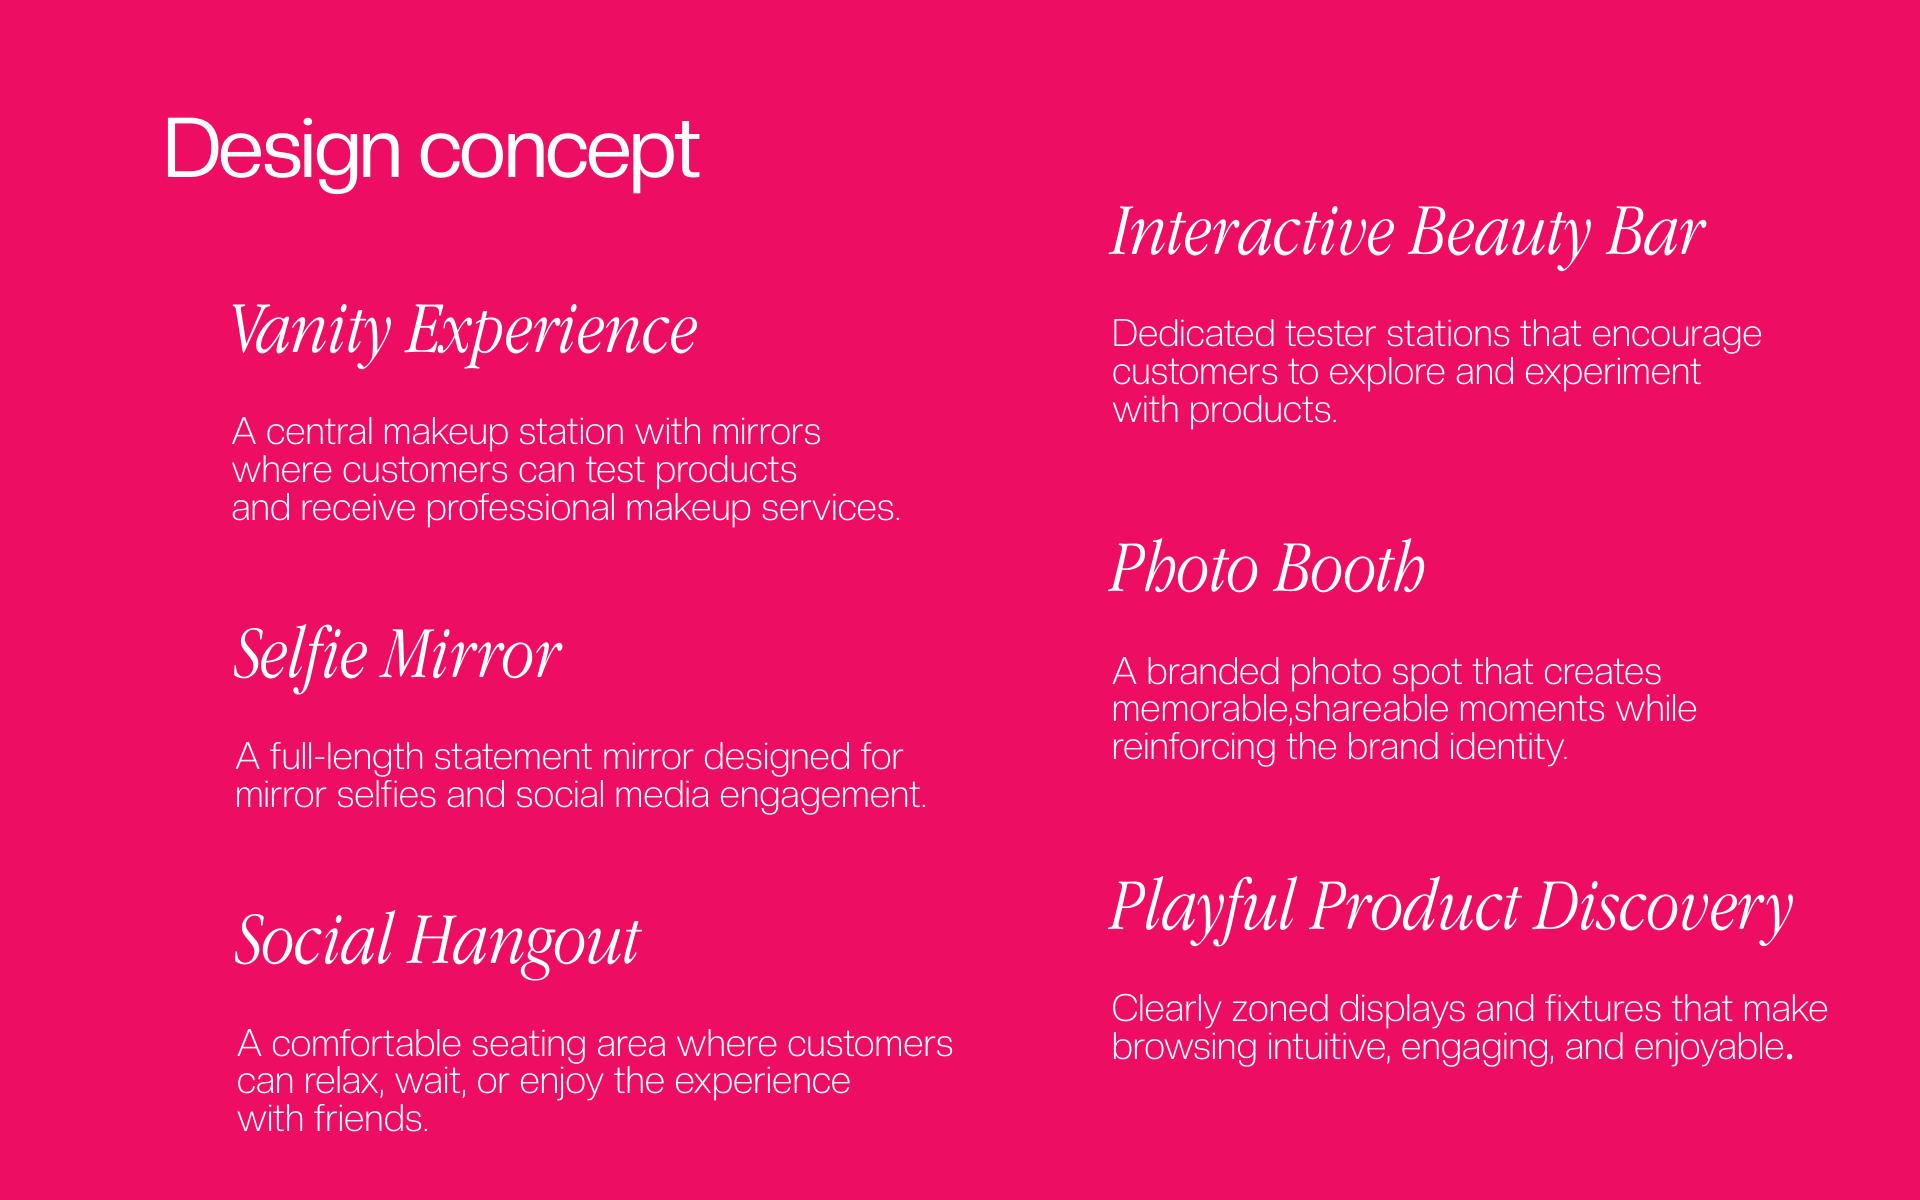 Design concept
Vanity Experience
A central makeup station with mirrors
where customers can test products
and receive professional makeup services.
Selfie Mirror
A full-length statement mirror designed for
mirror selfies and social media engagement.
Social Hangout
A comfortable seating area where customers
can relax, wait, or enjoy the experience
with friends.
Interactive Beauty Bar
Dedicated tester stations that encourage
customers to explore and experiment
with products.
Photo Booth
A branded photo spot that creates
memorable,shareable moments while
reinforcing the brand identity.
Playful Product Discovery
Clearly zoned displays and fixtures that make
browsing intuitive, engaging, and enjoyable.